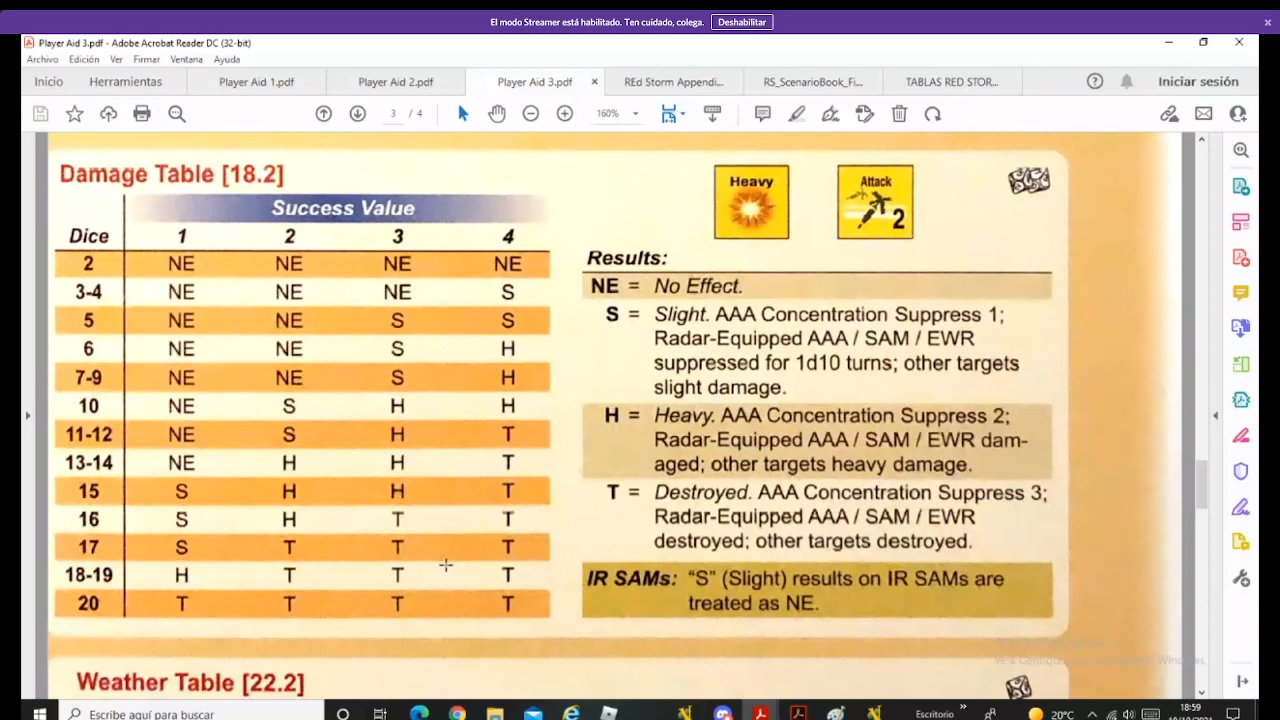 El modo Streamer está habilitado. Ten cuidado, colega. Deshabilitar
Player Aid 3.pdf - Adobe Acrobat Reader DC (32-bit)
Archivo Edición Ver Firmar Ventana Ayuda
Inicio Herramientas Player Aid 1.pdf Player Aid 2.pdf Player Aid 3.pdf REd Storm Appendi... RS_ScenarioBook_Fi... TABLAS RED STOR... Iniciar sesión
3 / 4 160%
Damage Table [18.2]
Success Value
Dice 1 2 3 4
2 NE NE NE NE
3-4 NE NE NE S
5 NE NE S S
6 NE NE S H
7-9 NE NE S H
10 NE S H H
11-12 NE S H T
13-14 NE H H T
15 S H H T
16 S H T T
17 S T T T
18-19 H T T T
20 T T T T
Heavy
Attack
2
Results:
NE = No Effect.
S = Slight. AAA Concentration Suppress 1;
Radar-Equipped AAA / SAM / EWR
suppressed for 1d10 turns; other targets
slight damage.
H = Heavy. AAA Concentration Suppress 2;
Radar-Equipped AAA / SAM / EWR dam-
aged; other targets heavy damage.
T = Destroyed. AAA Concentration Suppress 3;
Radar-Equipped AAA / SAM / EWR
destroyed; other targets destroyed.
IR SAMs: “S” (Slight) results on IR SAMs are
treated as NE.
Weather Table [22.2]
Escribe aquí para buscar
Escritorio
20°C
18:59